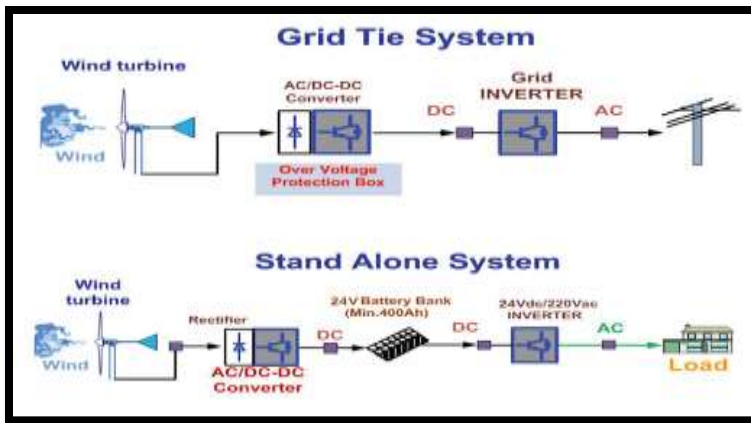 Grid Tie System
Wind turbine
Wind
AC/DC-DC
Converter
Over Voltage
Protection Box
DC
Grid
INVERTER
AC
Stand Alone System
Wind
turbine
Wind
Rectifier
AC/DC-DC
Converter
DC
24V Battery Bank
(Min.400Ah)
DC
24Vdc/220Vac
INVERTER
AC
Load